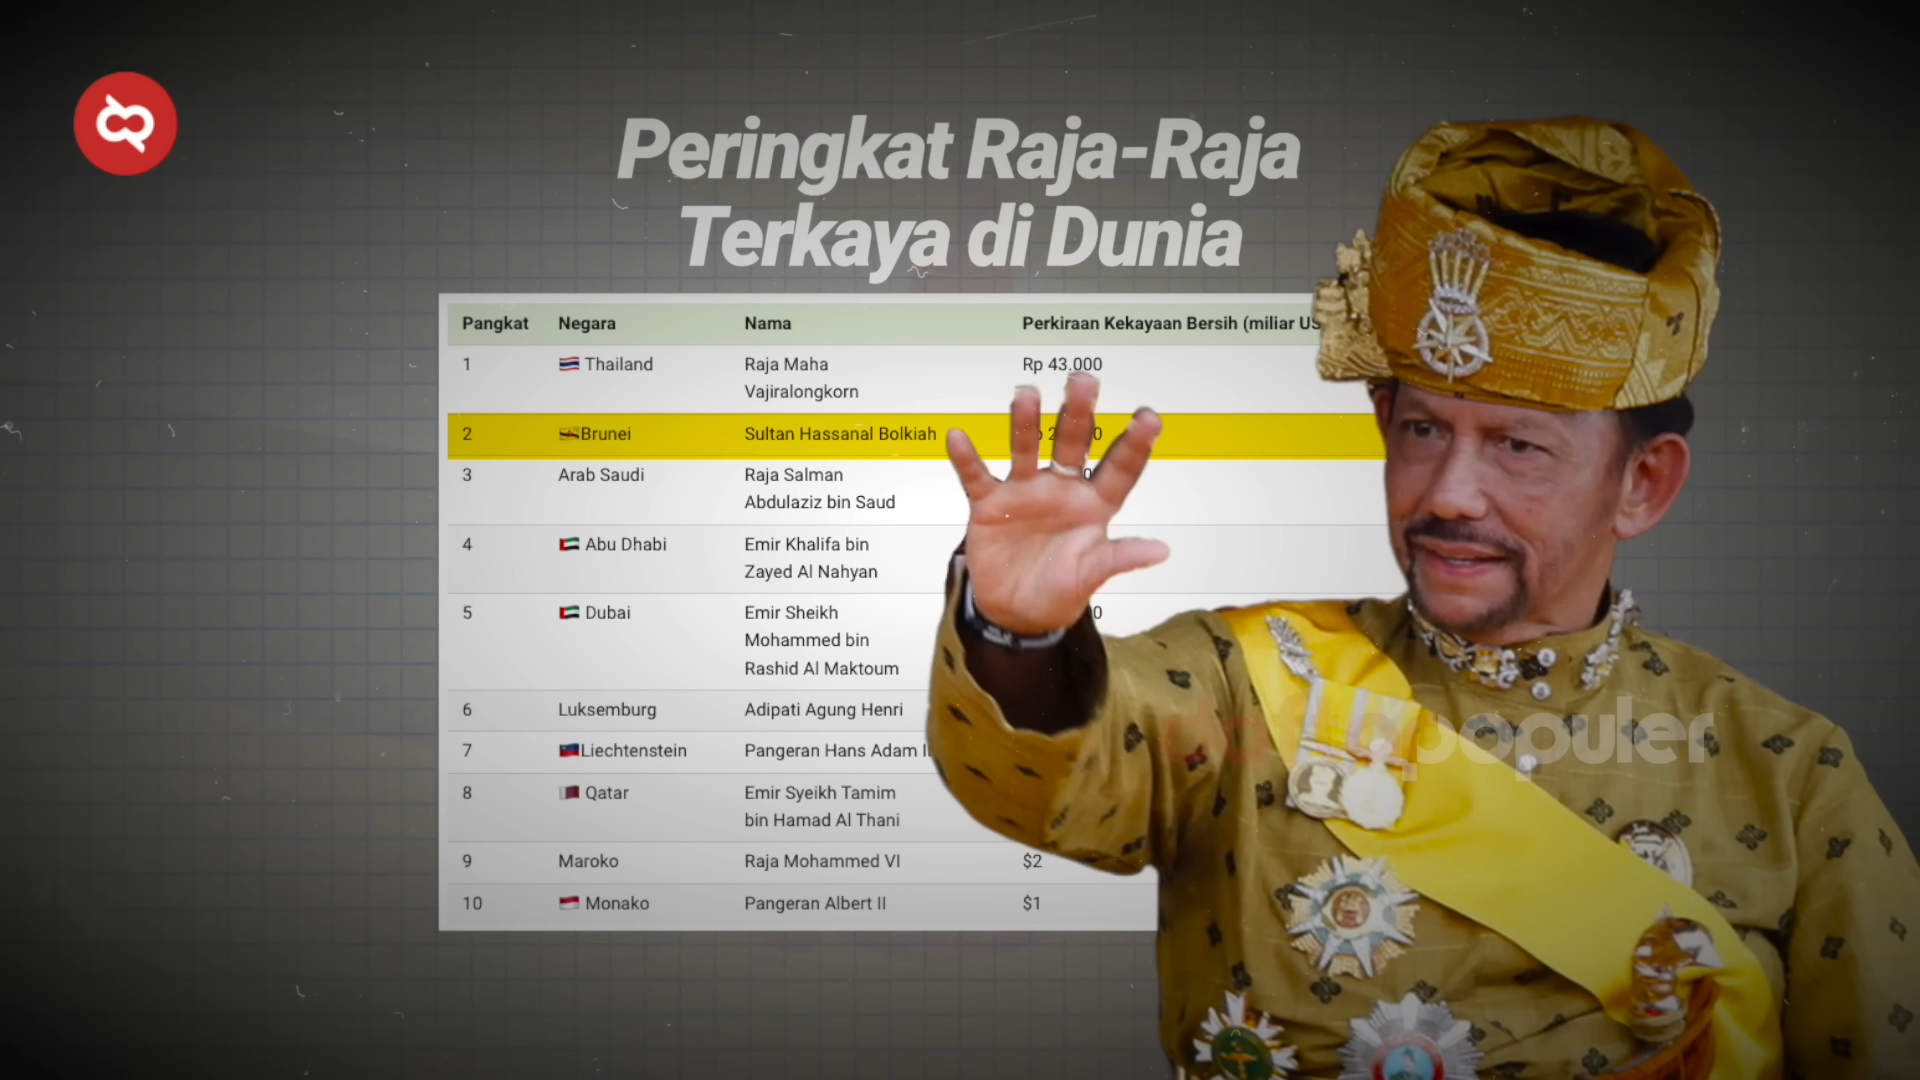 Peringkat Raja-Raja
Terkaya di Dunia
Pangkat Negara Nama Perkiraan Kekayaan Bersih (miliar
1 Thailand Raja Maha Rp 43.000
Vajiralongkorn
2 Brunei Sultan Hassanal Bolkiah
3 Arab Saudi Raja Salman
Abdulaziz bin Saud
4 Abu Dhabi Emir Khalifa bin
Zayed Al Nahyan
5 Dubai Emir Sheikh
Mohammed bin
Rashid Al Maktoum
6 Luksemburg Adipati Agung Henri
7 Liechtenstein Pangeran Hans Adam
8 Qatar Emir Syeikh Tamim
bin Hamad Al Thani
9 Maroko Raja Mohammed VI $2
10 Monako Pangeran Albert II $1
daftarpopuler